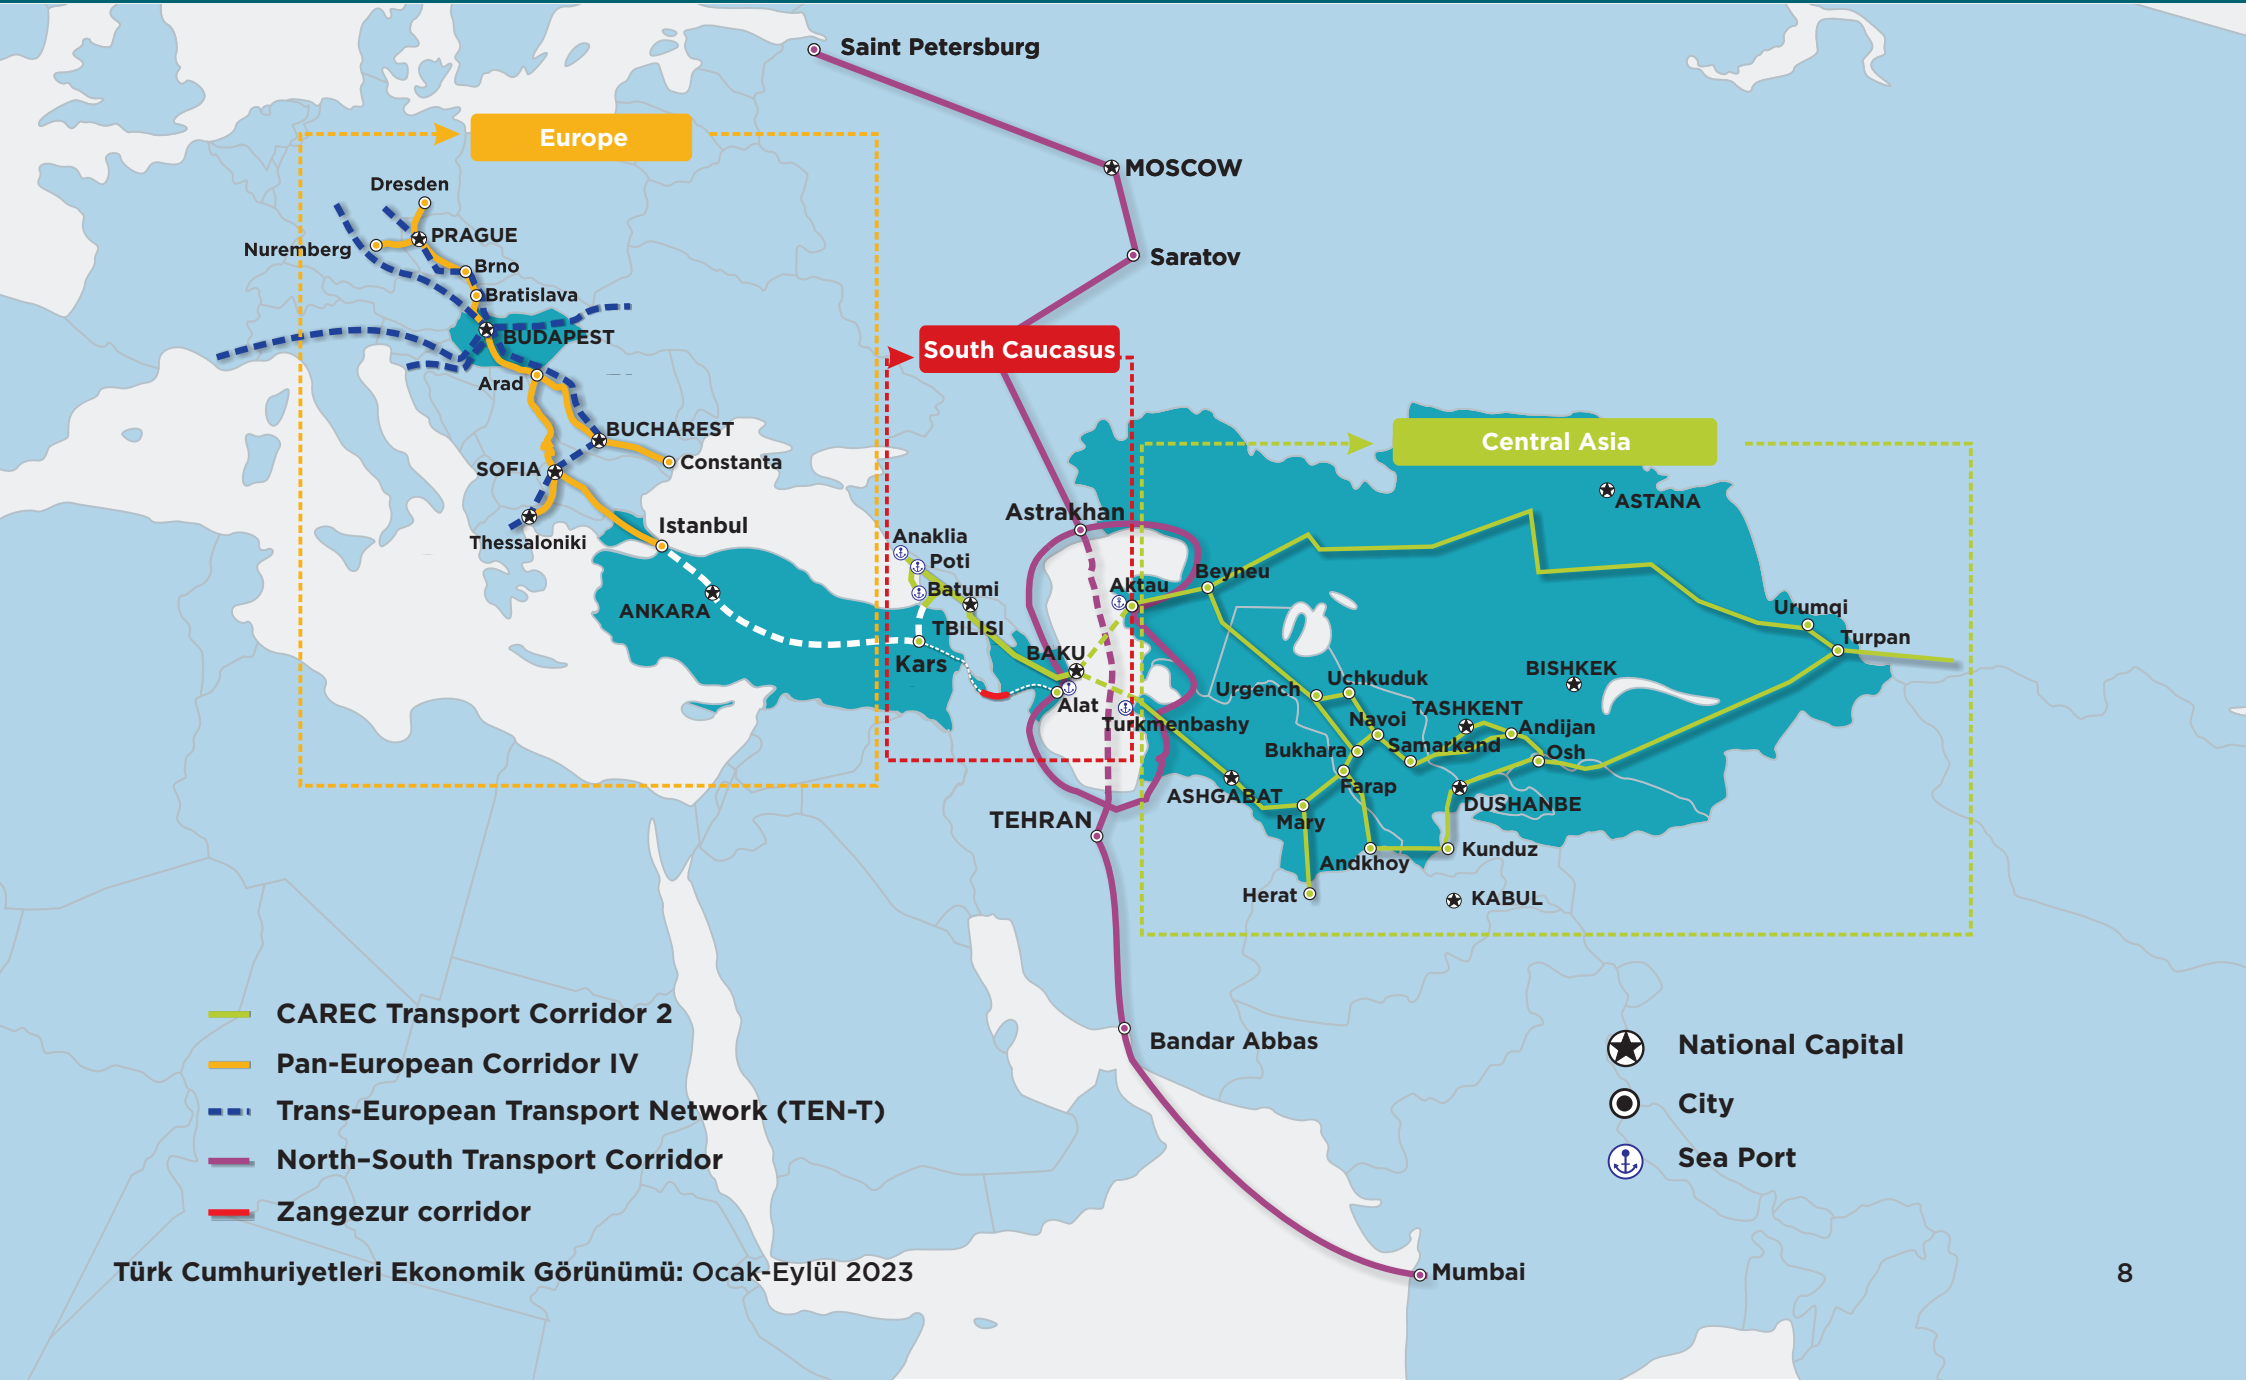 Saint Petersburg
Europe
MOSCOW
Dresden
PRAGUE
Nuremberg
Saratov
Brno
Bratislava
BUDAPEST
South Caucasus
Arad
BUCHAREST
Central Asia
Constanta
SOFIA
ASTANA
Astrakhan
Istanbul
Thessaloniki
Anaklia
Poti
Beyneu
Aktau
Batumi
ANKARA
Urumqi
TBILISI
Turpan
BAKU
Kars
BISHKEK
Uchkuduk
Urgench
Alat
TASHKENT
Turkmenbashy
Navoi
Andijan
Samarkand
Bukhara
Osh
Farap
ASHGABAT
DUSHANBE
TEHRAN
Mary
Kunduz
Andkhoy
Herat
KABUL
CAREC Transport Corridor 2
Pan-European Corridor IV
Trans-European Transport Network (TEN-T)
North–South Transport Corridor
Zangezur corridor
Bandar Abbas
National Capital
City
Sea Port
Mumbai
Türk Cumhuriyetleri Ekonomik Görünümü: Ocak-Eylül 2023
8